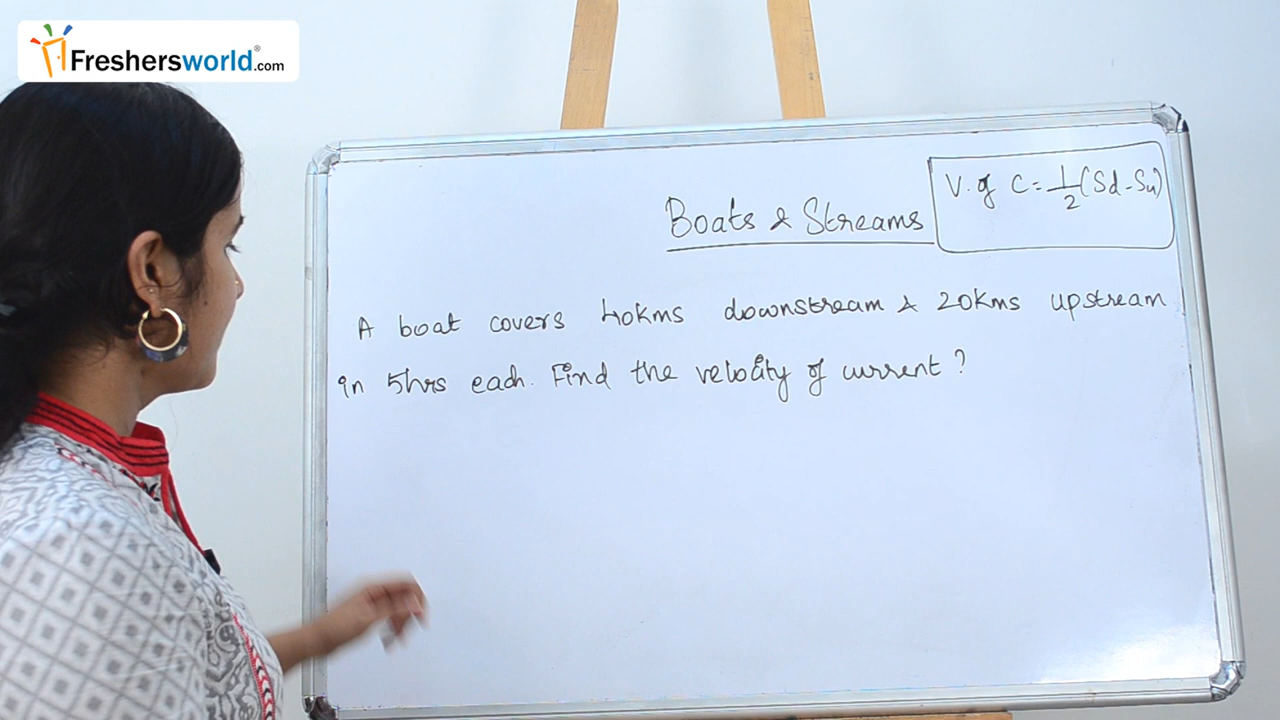 Freshersworld.com®
V. of C = 1/2 (Sd - Su)
Boats & Streams
A boat covers 40kms downstream & 20kms upstream
in 5hrs each. Find the velocity of current?